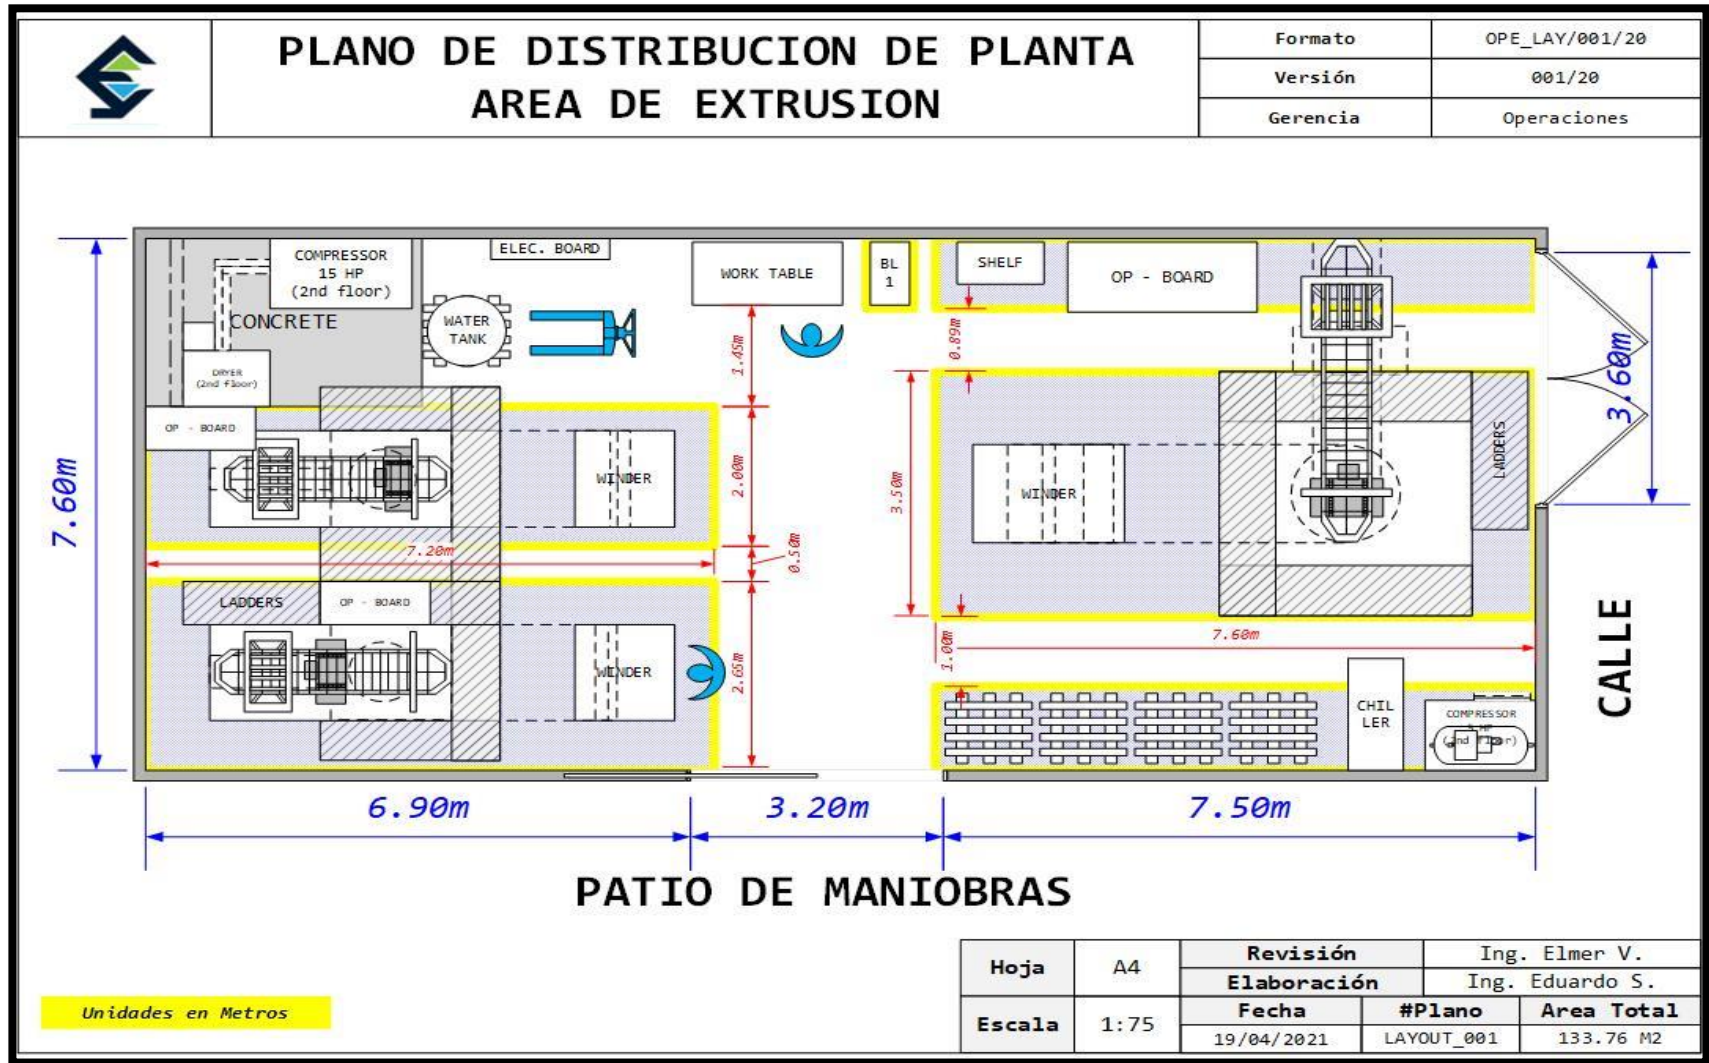 PLANO DE DISTRIBUCION DE PLANTA
AREA DE EXTRUSION
Formato OPE_LAY/001/20
Versión 001/20
Gerencia Operaciones
COMPRESSOR
15 HP
(2nd floor)
CONCRETE
DRYER
(2nd floor)
OP - BOARD
ELEC. BOARD
WATER
TANK
WORK TABLE
BL
1
SHELF
OP - BOARD
0.89m
1.45m
3.60m
7.60m
WINDER
2.00m
3.50m
WINDER
LADDERS
7.20m
0.50m
LADDERS
OP - BOARD
WINDER
2.65m
1.00m
7.60m
CHIL
LER
COMPRESSOR
HP
(2nd floor)
CALLE
6.90m
3.20m
7.50m
PATIO DE MANIOBRAS
Unidades en Metros
Hoja A4
Revisión Ing. Elmer V.
Elaboración Ing. Eduardo S.
Escala 1:75
Fecha #Plano Area Total
19/04/2021 LAYOUT_001 133.76 M2